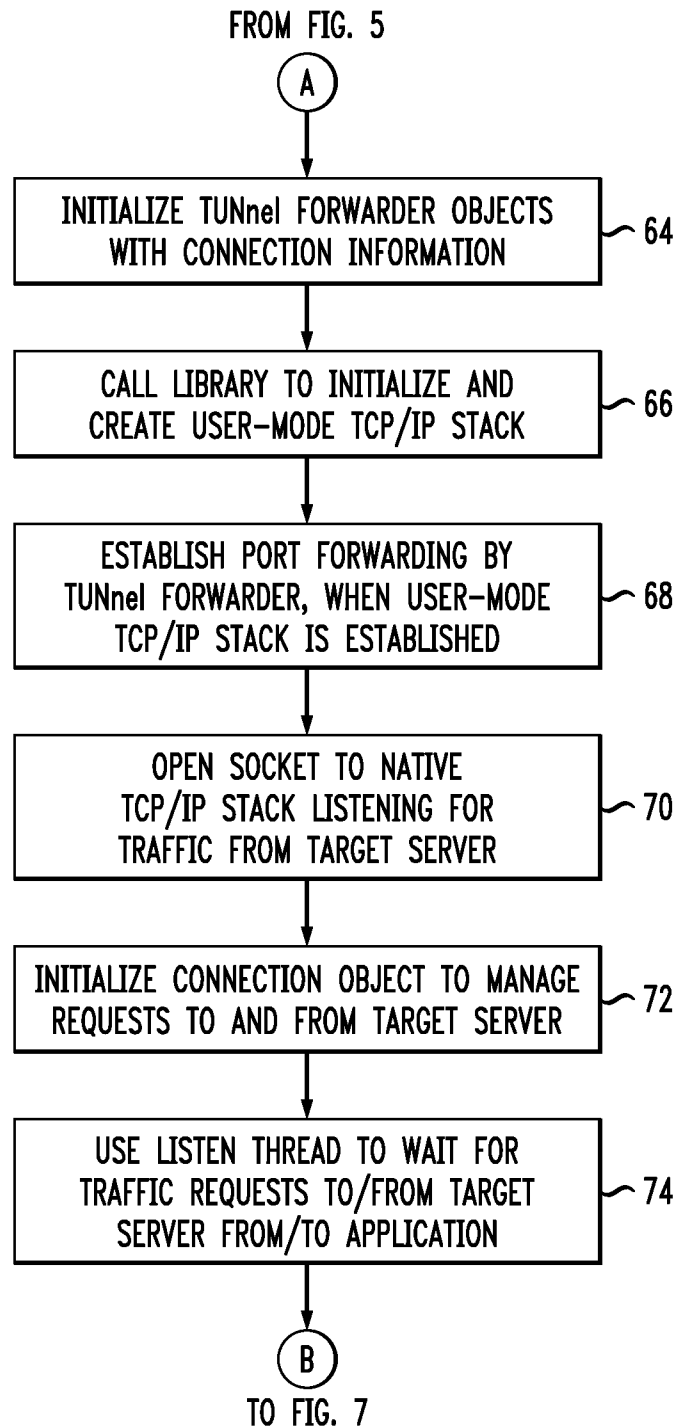 FROM FIG. 5
A
INITIALIZE TUNnel FORWARDER OBJECTS
WITH CONNECTION INFORMATION
64
CALL LIBRARY TO INITIALIZE AND
CREATE USER-MODE TCP/IP STACK
66
ESTABLISH PORT FORWARDING BY
TUNnel FORWARDER, WHEN USER-MODE
TCP/IP STACK IS ESTABLISHED
68
OPEN SOCKET TO NATIVE
TCP/IP STACK LISTENING FOR
TRAFFIC FROM TARGET SERVER
70
INITIALIZE CONNECTION OBJECT TO MANAGE
REQUESTS TO AND FROM TARGET SERVER
72
USE LISTEN THREAD TO WAIT FOR
TRAFFIC REQUESTS TO/FROM TARGET
SERVER FROM/TO APPLICATION
74
B
TO FIG. 7